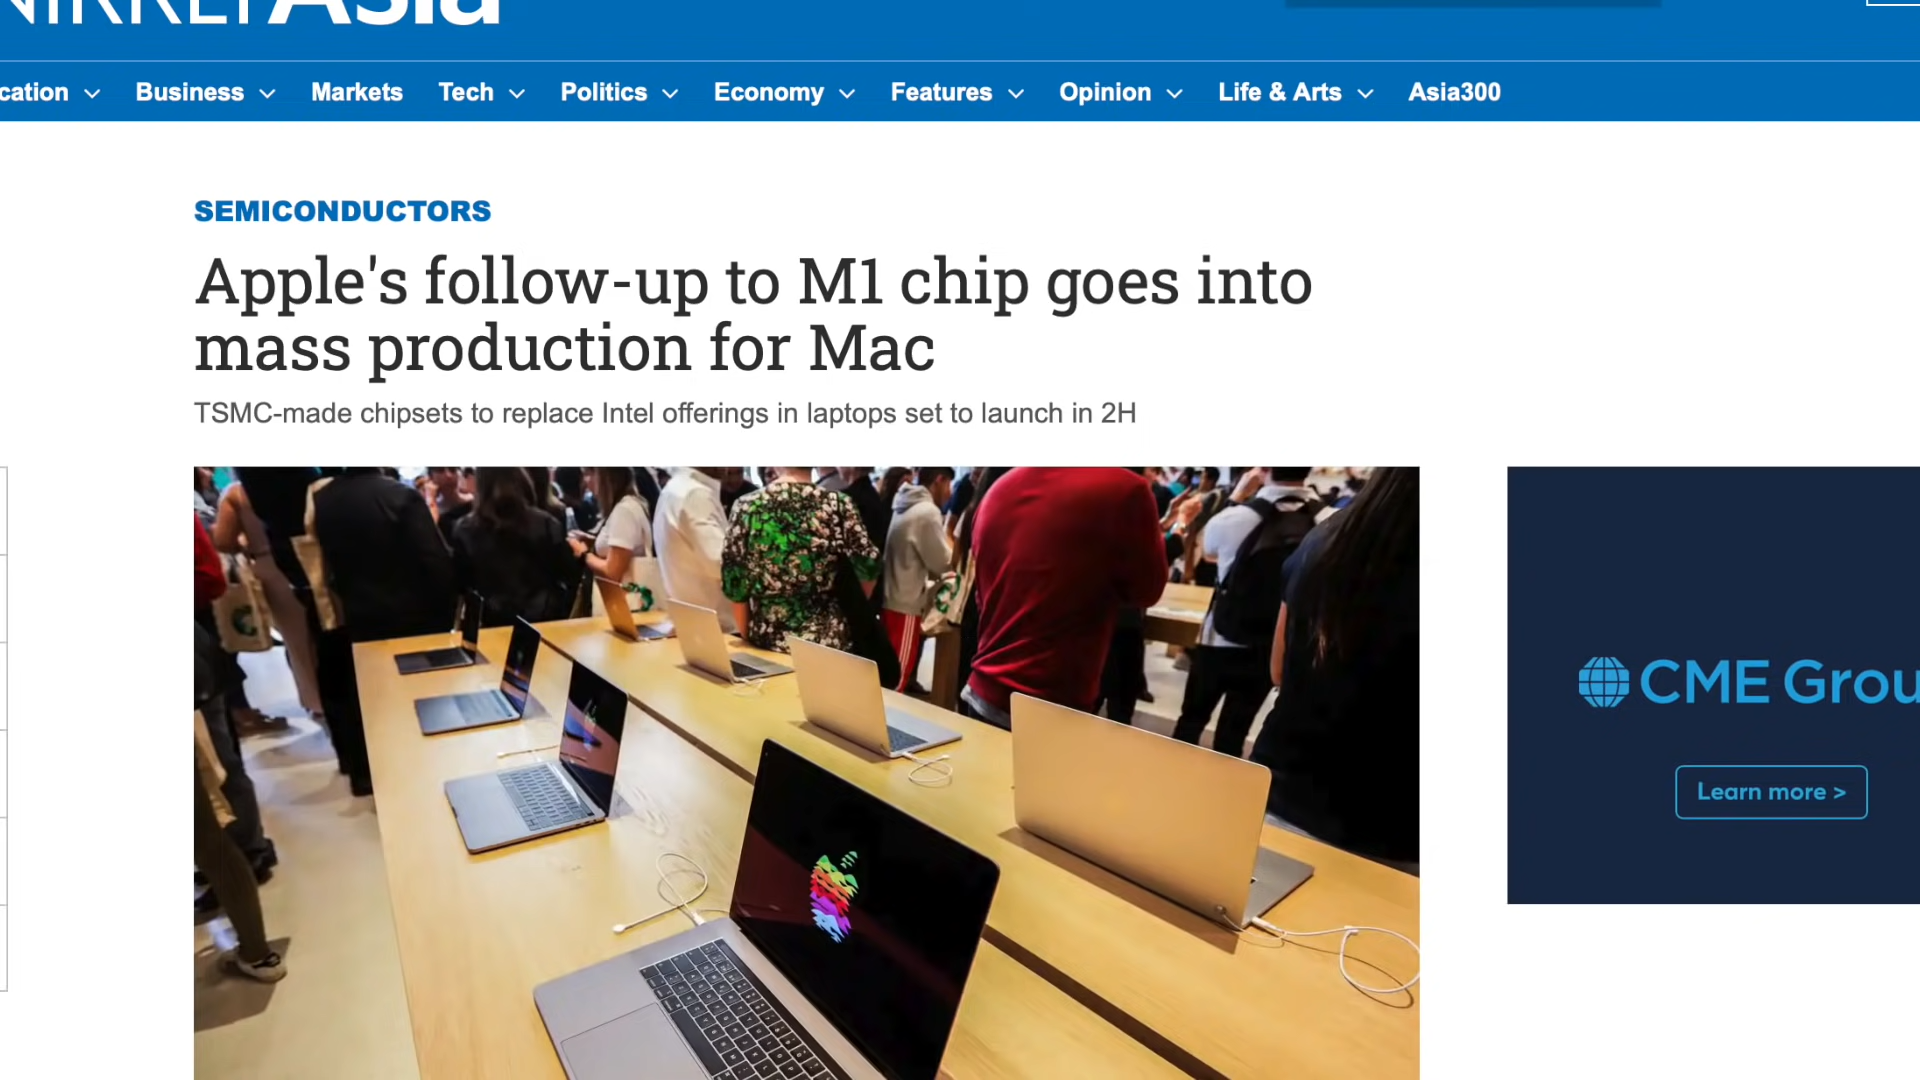 Asia
Business
Markets
Tech
Politics
Economy
Features
Opinion
Life & Arts
Asia300
SEMICONDUCTORS
Apple's follow-up to M1 chip goes into
mass production for Mac
TSMC-made chipsets to replace Intel offerings in laptops set to launch in 2H
CME
Learn more >